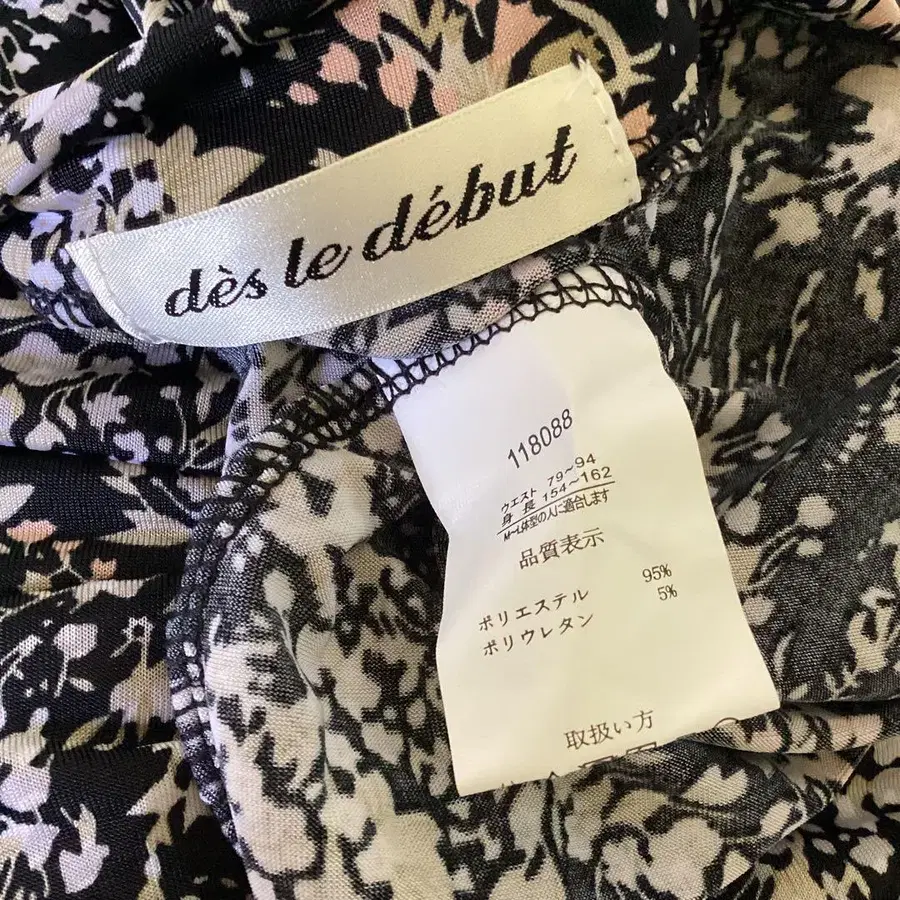 dès le début
118088
ウエスト 79~94
身長 154~162
M~L体型の人に適合します
品質表示
ポリエステル 95%
ポリウレタン 5%
取扱い方